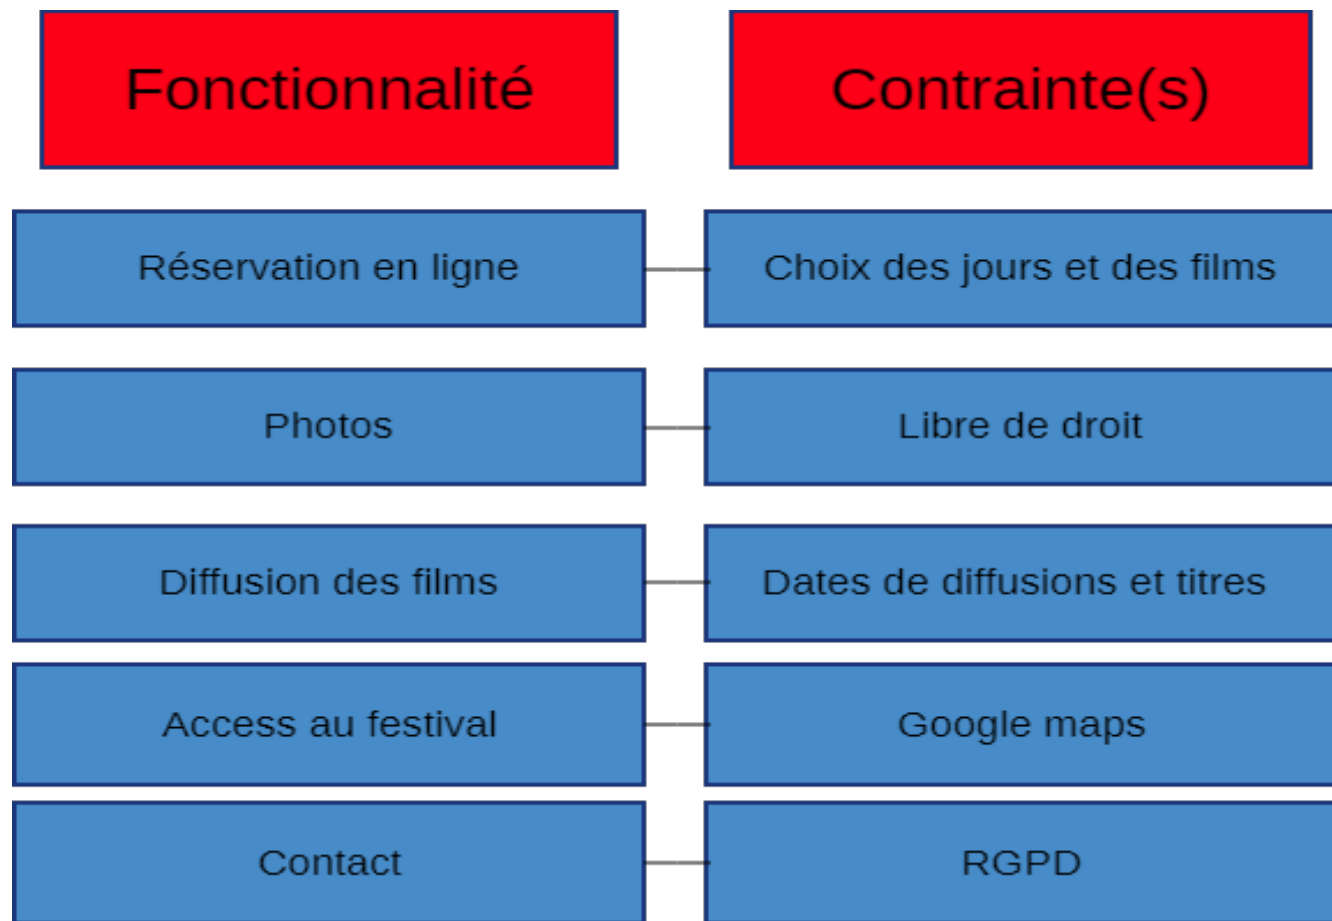 Fonctionnalité
Contrainte(s)
Réservation en ligne
Choix des jours et des films
Photos
Libre de droit
Diffusion des films
Dates de diffusions et titres
Access au festival
Google maps
Contact
RGPD